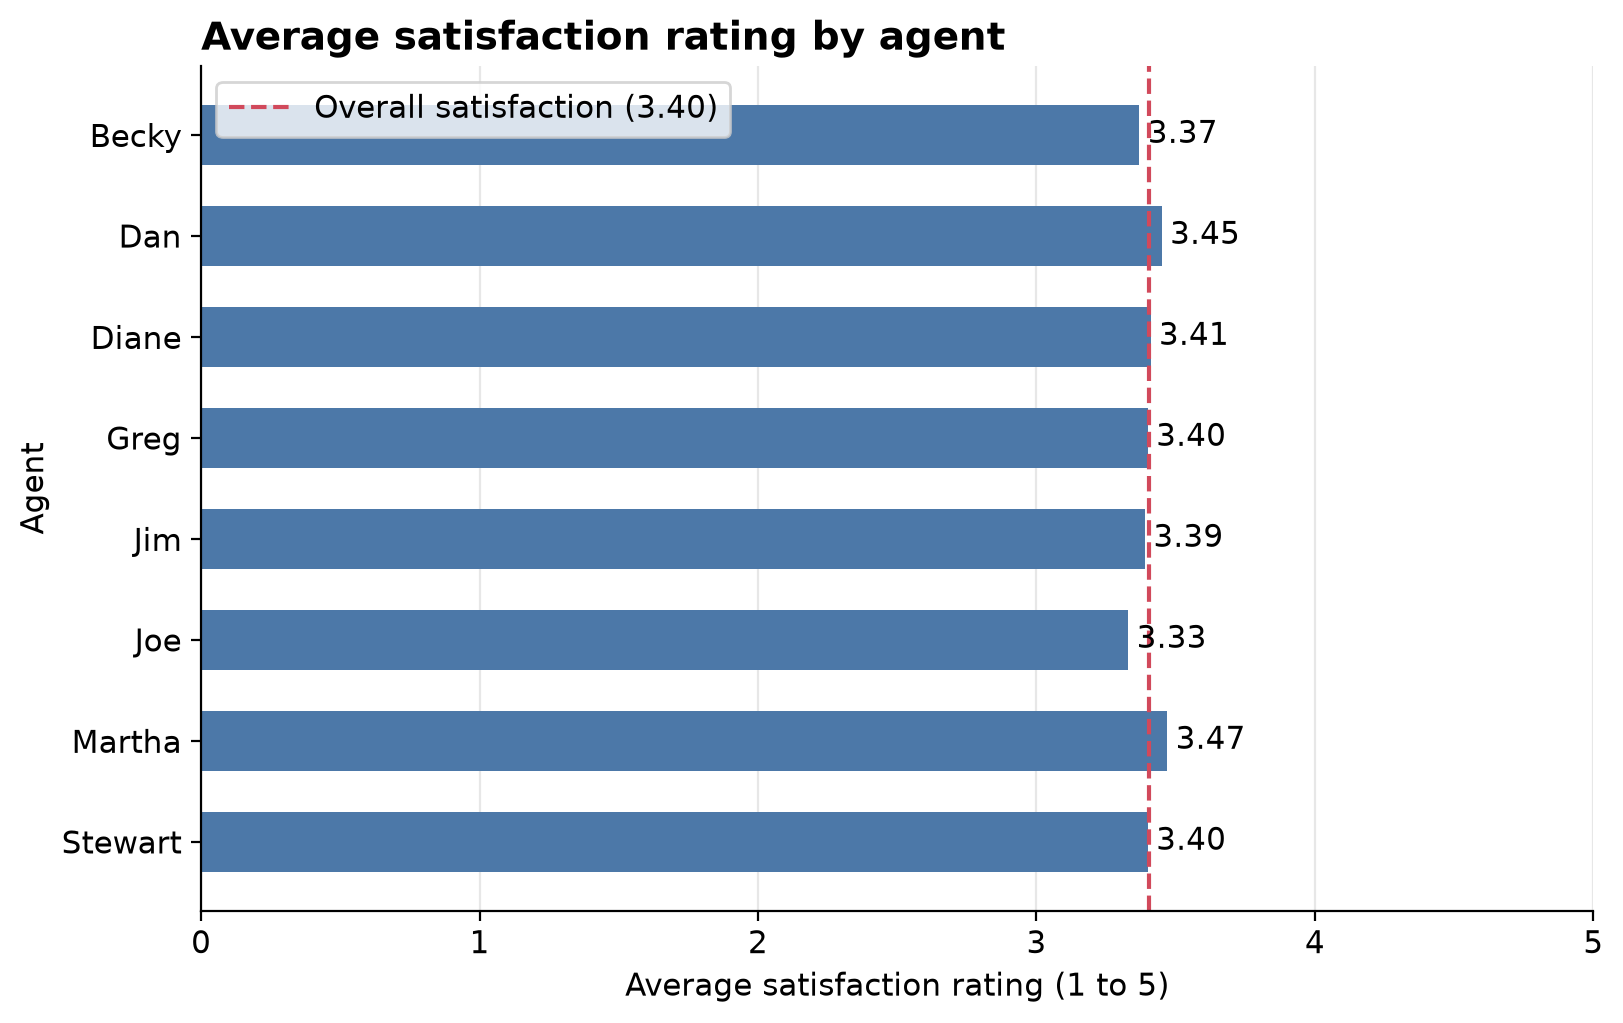 Average satisfaction rating by agent
Overall satisfaction (3.40)
Becky 3.37
Dan 3.45
Diane 3.41
Greg 3.40
Jim 3.39
Joe 3.33
Martha 3.47
Stewart 3.40
Agent
0 1 2 3 4 5
Average satisfaction rating (1 to 5)